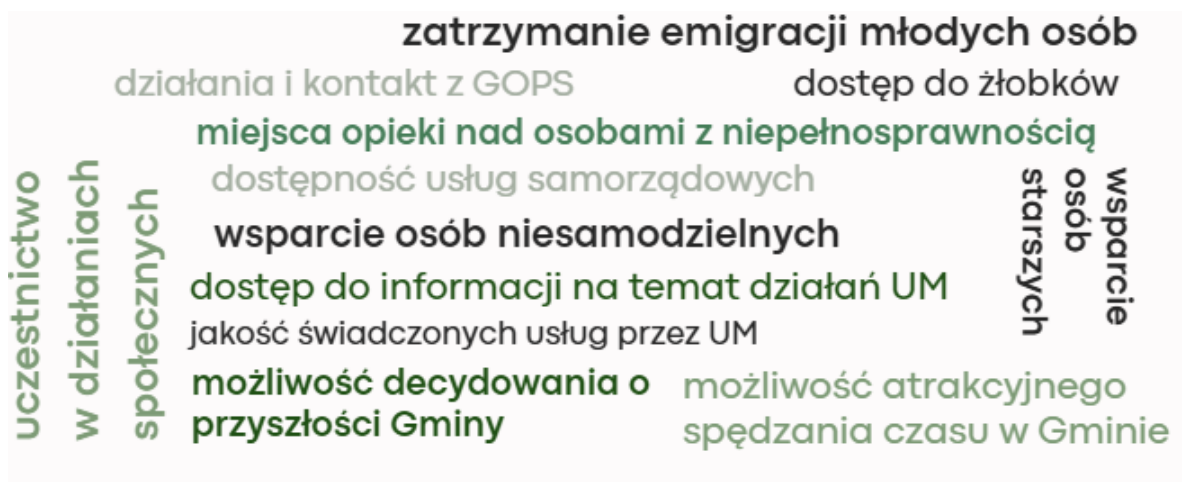 zatrzymanie emigracji młodych osób
działania i kontakt z GOPS
dostęp do żłobków
miejsca opieki nad osobami z niepełnosprawnością
uczestnictwo
w działaniach
społecznych
dostępność usług samorządowych
wsparcie
osób
starszych
wsparcie osób niesamodzielnych
dostęp do informacji na temat działań UM
jakość świadczonych usług przez UM
możliwość decydowania o
przyszłości Gminy
możliwość atrakcyjnego
spędzania czasu w Gminie